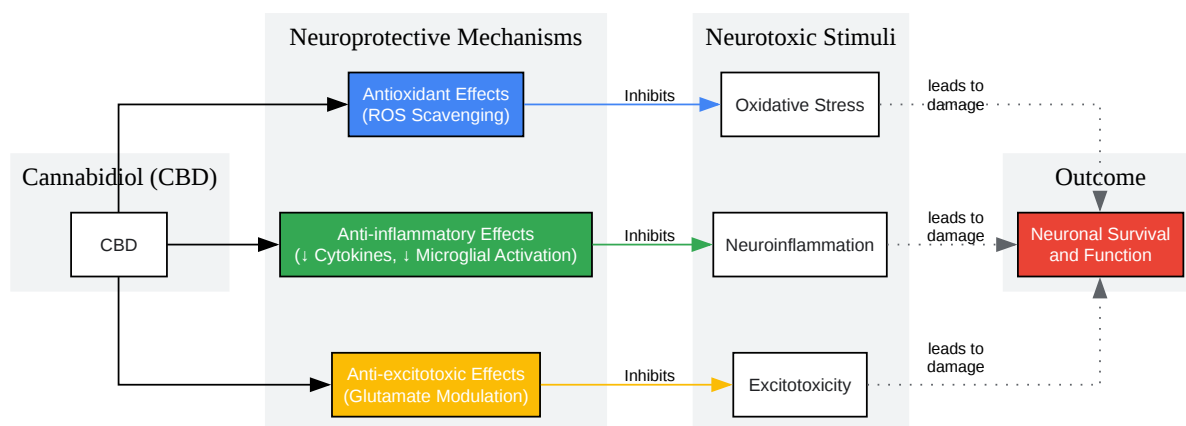 Neuroprotective Mechanisms
Neurotoxic Stimuli
Antioxidant Effects
(ROS Scavenging)
Inhibits
Oxidative Stress
leads to
damage
Cannabidiol (CBD)
CBD
Anti-inflammatory Effects
(↓ Cytokines, ↓ Microglial Activation)
Inhibits
Neuroinflammation
leads to
damage
Outcome
Neuronal Survival
and Function
Anti-excitotoxic Effects
(Glutamate Modulation)
Inhibits
Excitotoxicity
leads to
damage